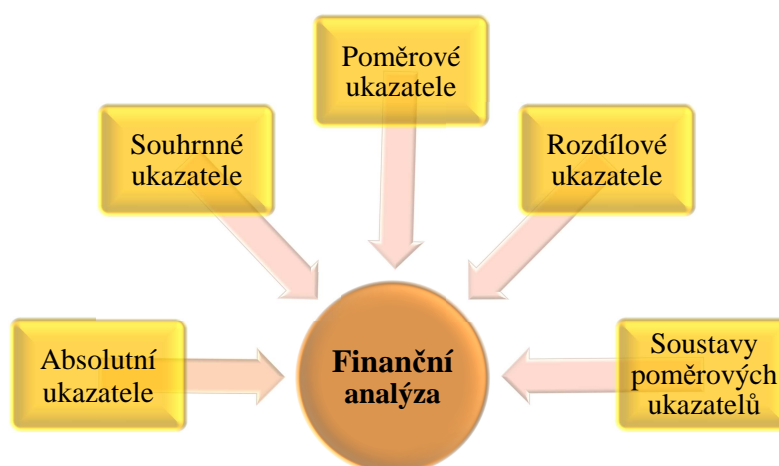 Poměrové
ukazatele
Souhrnné
ukazatele
Rozdílové
ukazatele
Absolutní
ukazatele
Finanční
analýza
Soustavy
poměrových
ukazatelů